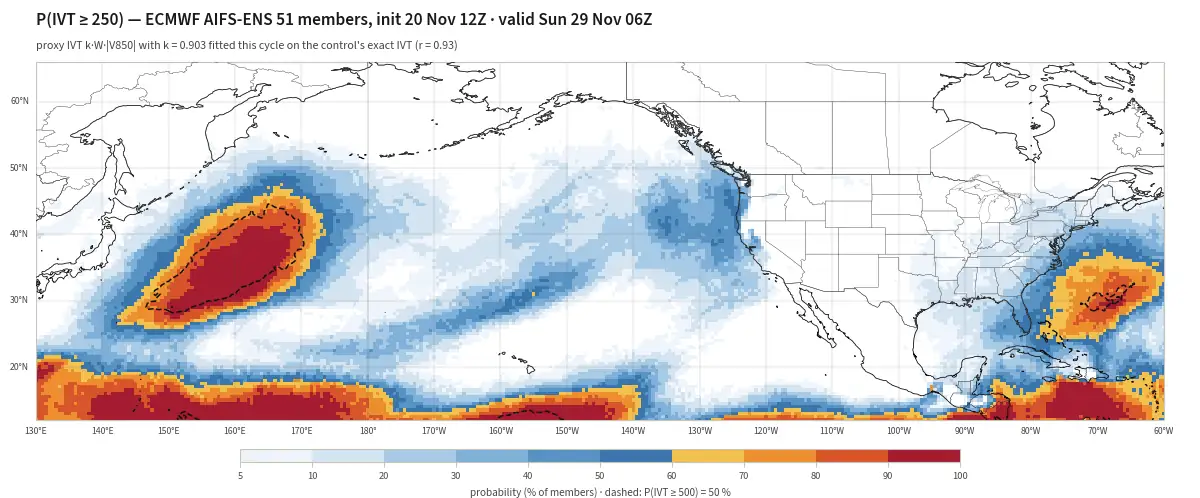 P(IVT ≥ 250) — ECMWF AIFS-ENS 51 members, init 20 Nov 12Z · valid Sun 29 Nov 06Z
proxy IVT k·W·|V850| with k = 0.903 fitted this cycle on the control's exact IVT (r = 0.93)
60°N
50°N
40°N
30°N
20°N
130°E 140°E 150°E 160°E 170°E 180° 170°W 160°W 150°W 140°W 130°W 120°W 110°W 100°W 90°W 80°W 70°W 60°W
5 10 20 30 40 50 60 70 80 90 100
probability (% of members) · dashed: P(IVT ≥ 500) = 50 %